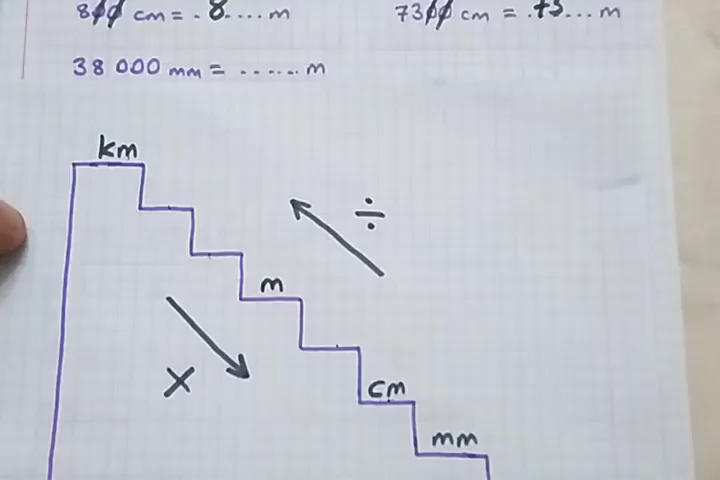 800 cm = .8.... m
7300 cm = .73... m
38 000 mm = ....... m
km
÷
m
×
cm
mm